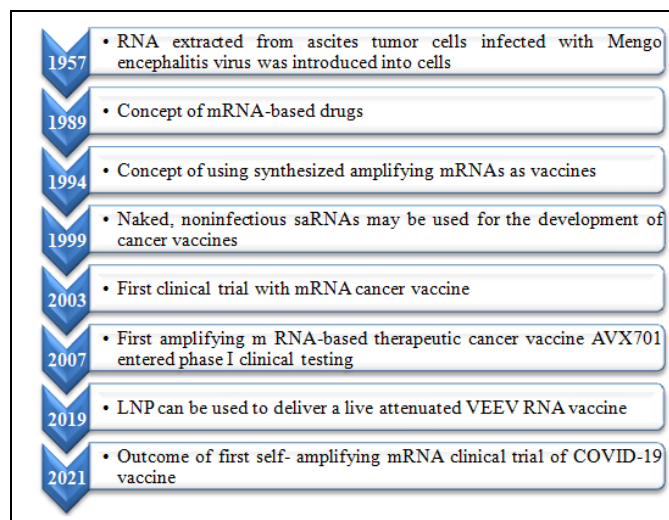 1957
• RNA extracted from ascites tumor cells infected with Mengo
encephalitis virus was introduced into cells
1989
• Concept of mRNA-based drugs
1994
• Concept of using synthesized amplifying mRNAs as vaccines
1999
• Naked, noninfectious saRNAs may be used for the development of
cancer vaccines
2003
• First clinical trial with mRNA cancer vaccine
2007
• First amplifying m RNA-based therapeutic cancer vaccine AVX701
entered phase I clinical testing
2019
• LNP can be used to deliver a live attenuated VEEV RNA vaccine
2021
• Outcome of first self- amplifying mRNA clinical trial of COVID-19
vaccine